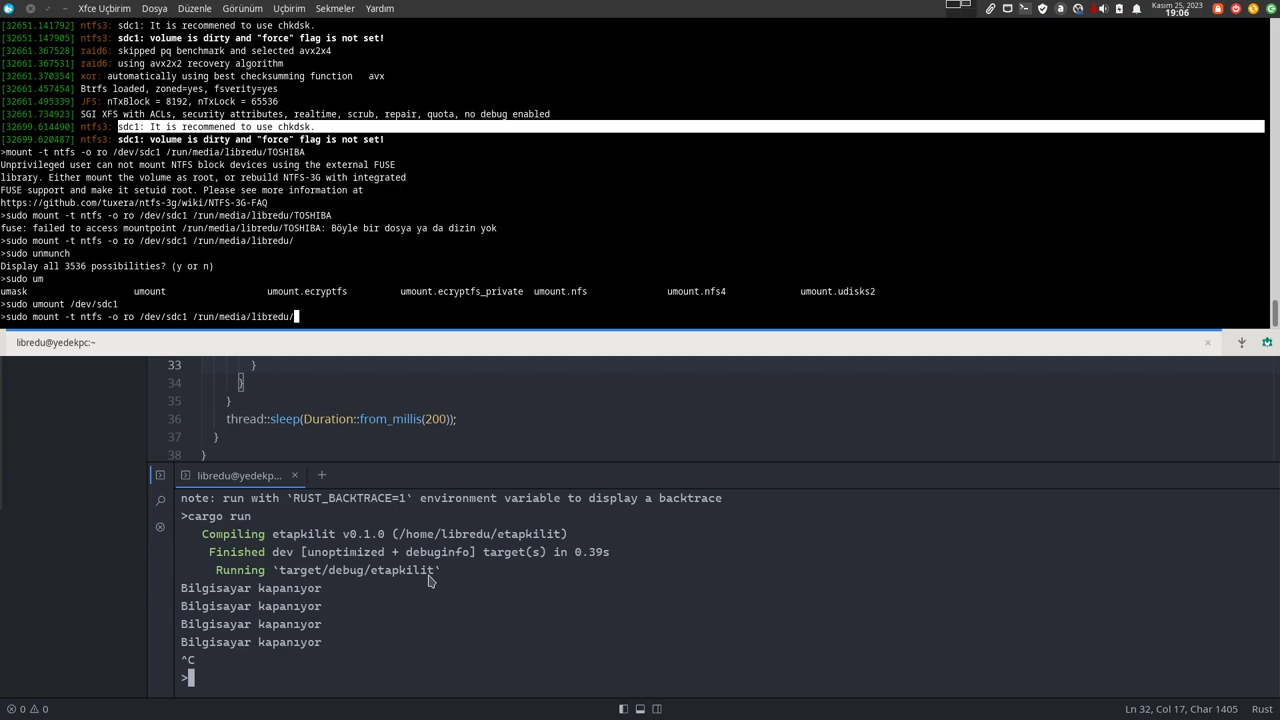 Xfce Uçbirim Dosya Düzenle Görünüm Uçbirim Sekmeler Yardım
Kasım 25, 2023
19:06
[32651.141792] ntfs3: sdc1: It is recommened to use chkdsk.
[32651.147905] ntfs3: sdc1: volume is dirty and "force" flag is not set!
[32661.367528] raid6: skipped pq benchmark and selected avx2x4
[32661.367531] raid6: using avx2x2 recovery algorithm
[32661.370354] xor: automatically using best checksumming function avx
[32661.457454] Btrfs loaded, zoned=yes, fsverity=yes
[32661.495339] JFS: nTxBlock = 8192, nTxLock = 65536
[32661.734923] SGI XFS with ACLs, security attributes, realtime, scrub, repair, quota, no debug enabled
[32699.614490] ntfs3: sdc1: It is recommened to use chkdsk.
[32699.620487] ntfs3: sdc1: volume is dirty and "force" flag is not set!
>mount -t ntfs -o ro /dev/sdc1 /run/media/libredu/TOSHIBA
Unprivileged user can not mount NTFS block devices using the external FUSE
library. Either mount the volume as root, or rebuild NTFS-3G with integrated
FUSE support and make it setuid root. Please see more information at
https://github.com/tuxera/ntfs-3g/wiki/NTFS-3G-FAQ
>sudo mount -t ntfs -o ro /dev/sdc1 /run/media/libredu/TOSHIBA
fuse: failed to access mountpoint /run/media/libredu/TOSHIBA: Böyle bir dosya ya da dizin yok
>sudo mount -t ntfs -o ro /dev/sdc1 /run/media/libredu/
>sudo unmunch
Display all 3536 possibilities? (y or n)
>sudo um
umask umount umount.ecryptfs umount.ecryptfs_private umount.nfs umount.nfs4 umount.udisks2
>sudo umount /dev/sdc1
>sudo mount -t ntfs -o ro /dev/sdc1 /run/media/libredu/
libredu@yedekpc:~
33 }
34 }
35 }
36 thread::sleep(Duration::from_millis(200));
37 }
38 }
libredu@yedekp...
note: run with `RUST_BACKTRACE=1` environment variable to display a backtrace
>cargo run
Compiling etapkilit v0.1.0 (/home/libredu/etapkilit)
Finished dev [unoptimized + debuginfo] target(s) in 0.39s
Running `target/debug/etapkilit`
Bilgisayar kapanıyor
Bilgisayar kapanıyor
Bilgisayar kapanıyor
Bilgisayar kapanıyor
^C
>
0 0 Ln 32, Col 17, Char 1405 Rust